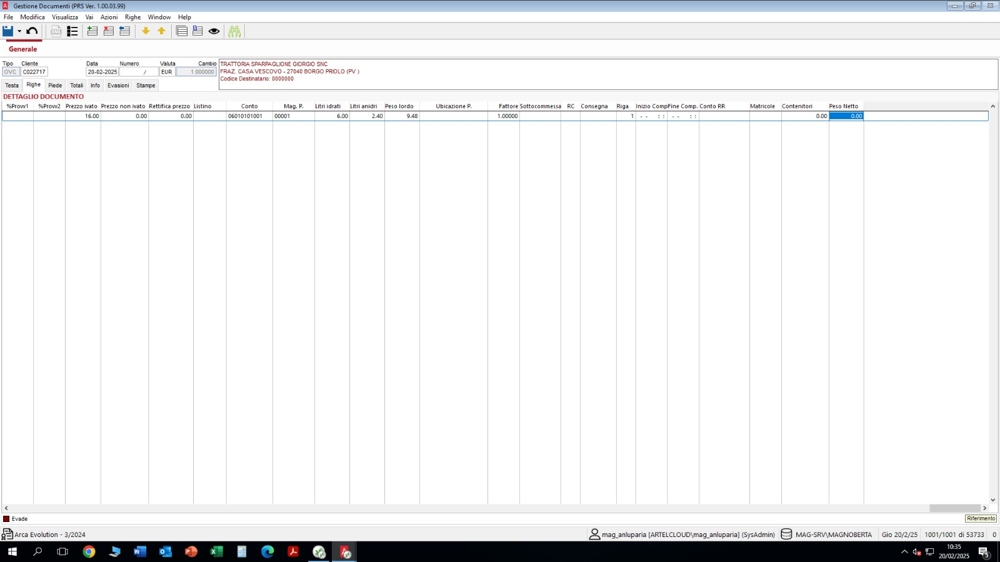 Gestione Documenti (PRS Ver. 1.00.03.99)
File Modifica Visualizza Vai Azioni Righe Window Help
Generale
Tipo Cliente Data Numero Valuta Cambio
OVC C022717 20-02-2025 / EUR 1.000000
TRATTORIA SPARPAGLIONE GIORGIO SNC
FRAZ. CASA VESCOVO - 27040 BORGO PRIOLO (PV )
Codice Destinatario: 0000000
Testa Righe Piede Totali Info Evasioni Stampe
DETTAGLIO DOCUMENTO
%Provv1 %Provv2 Prezzo ivato Prezzo non ivato Rettifica prezzo Listino Conto Mag. P. Litri idrati Litri anidri Peso lordo Ubicazione P. Fattore Sottocommessa RC Consegna Riga Inizio Comp Fine Comp. Conto RR Matricole Contenitori Peso Netto
16.00 0.00 0.00 06010101001 00001 6.00 2.40 9.48 1.00000 1 - - : : - - : : 0.00 0.00
Evade
Riferimento
Arca Evolution - 3/2024
mag_anluparia [ARTELCLOUD\mag_anluparia] (SysAdmin) MAG-SRV\MAGNOBERTA Gio 20/2/25 1001/1001 di 53733 0
10:35
20/02/2025
5